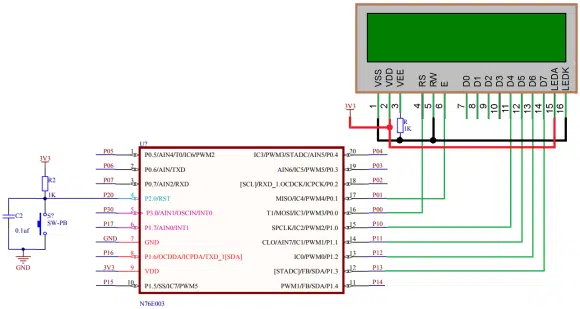 VSS VDD VEE RS RW E D0 D1 D2 D3 D4 D5 D6 D7 LEDA LEDK
1 2 3 4 5 6 7 8 9 10 11 12 13 14 15 16
3V3
R
1K
U?
P05 1 P0.5/AIN4/T0/IC6/PWM2 IC3/PWM3/STADC/AIN5/P0.4 20 P04
P06 2 P0.6/AIN/TXD AIN6/IC5/PWM5/P0.3 19 P03
P07 3 P0.7/AIN2/RXD [SCL]/RXD_1,OCDCK/ICPCK/P0.2 18 P02
P20 4 P2.0/RST MISO/IC4/PWM4/P0.1 17 P01
P30 5 P3.0/AIN1/OSCIN/INT0 T1/MOSI/IC3/PWM3/P0.0 16 P00
P17 6 P1.7/AIN0/INT1 SPCLK/IC2/PWM2/P1.0 15 P10
GND 7 GND CLO/AIN7/IC1/PWM1/P1.1 14 P11
P16 8 P1.6/OCDDA/ICPDA/TXD_1[SDA] IC0/PWM0/P1.2 13 P12
3V3 9 VDD [STADC]/FB/SDA/P1.3 12 P13
P15 10 P1.5/SS/IC7/PWM5 PWM1/FB/SDA/P1.4 11 P14
N76E003
3V3
R2
1K
C2
0.1uf
S?
SW-PB
GND